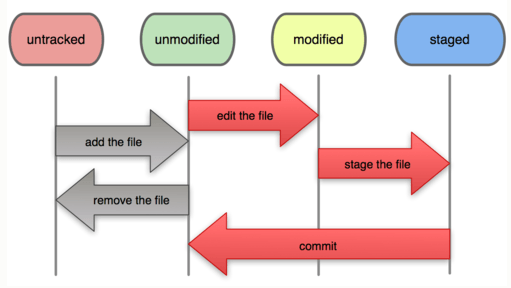 untracked
unmodified
modified
staged
edit the file
add the file
stage the file
remove the file
commit